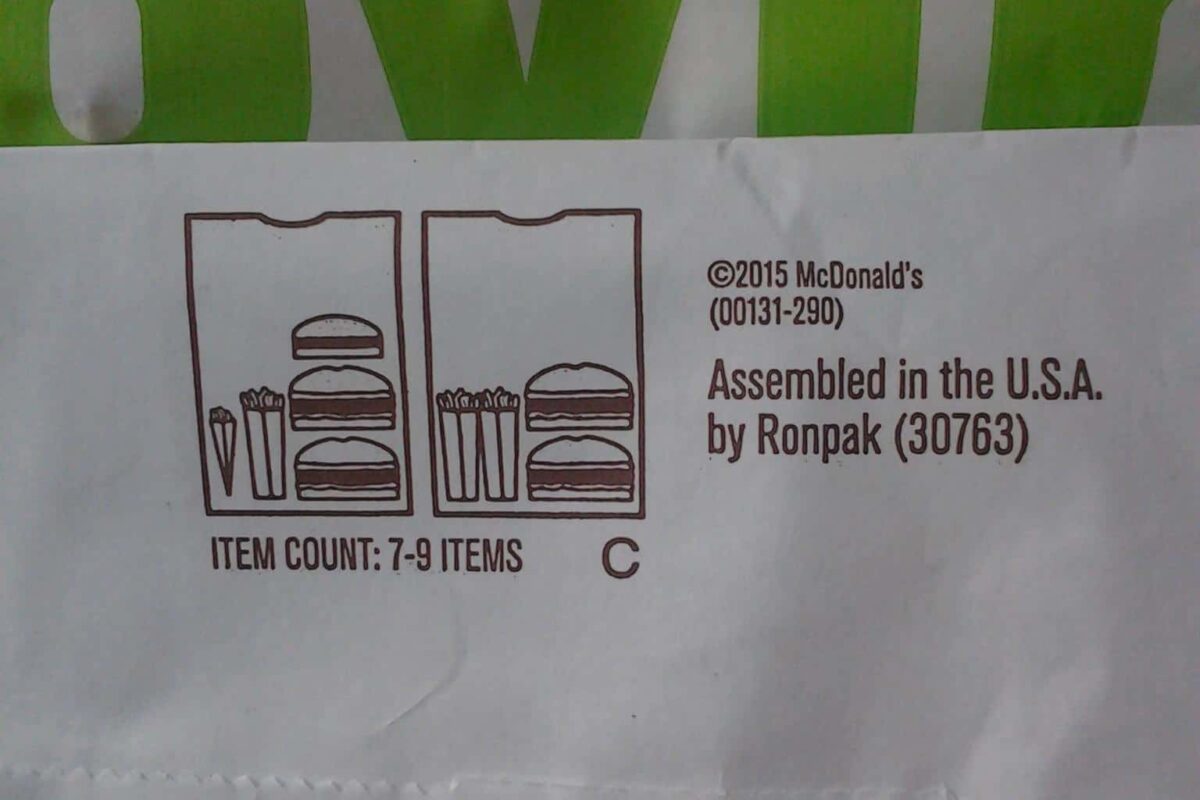 ©2015 McDonald's
(00131-290)
Assembled in the U.S.A.
by Ronpak (30763)
ITEM COUNT: 7-9 ITEMS C